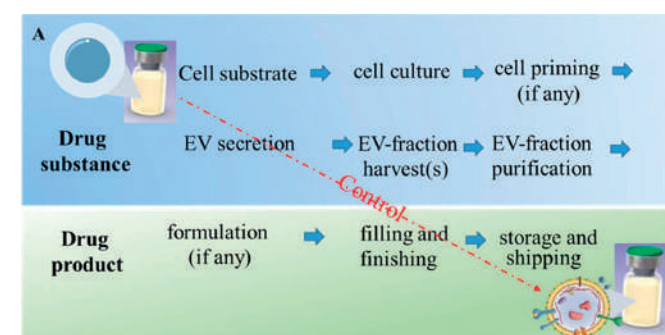 A
Cell substrate
cell culture
cell priming
(if any)
Drug
substance
EV secretion
EV-fraction
harvest(s)
EV-fraction
purification
Control
Drug
product
formulation
(if any)
filling and
finishing
storage and
shipping